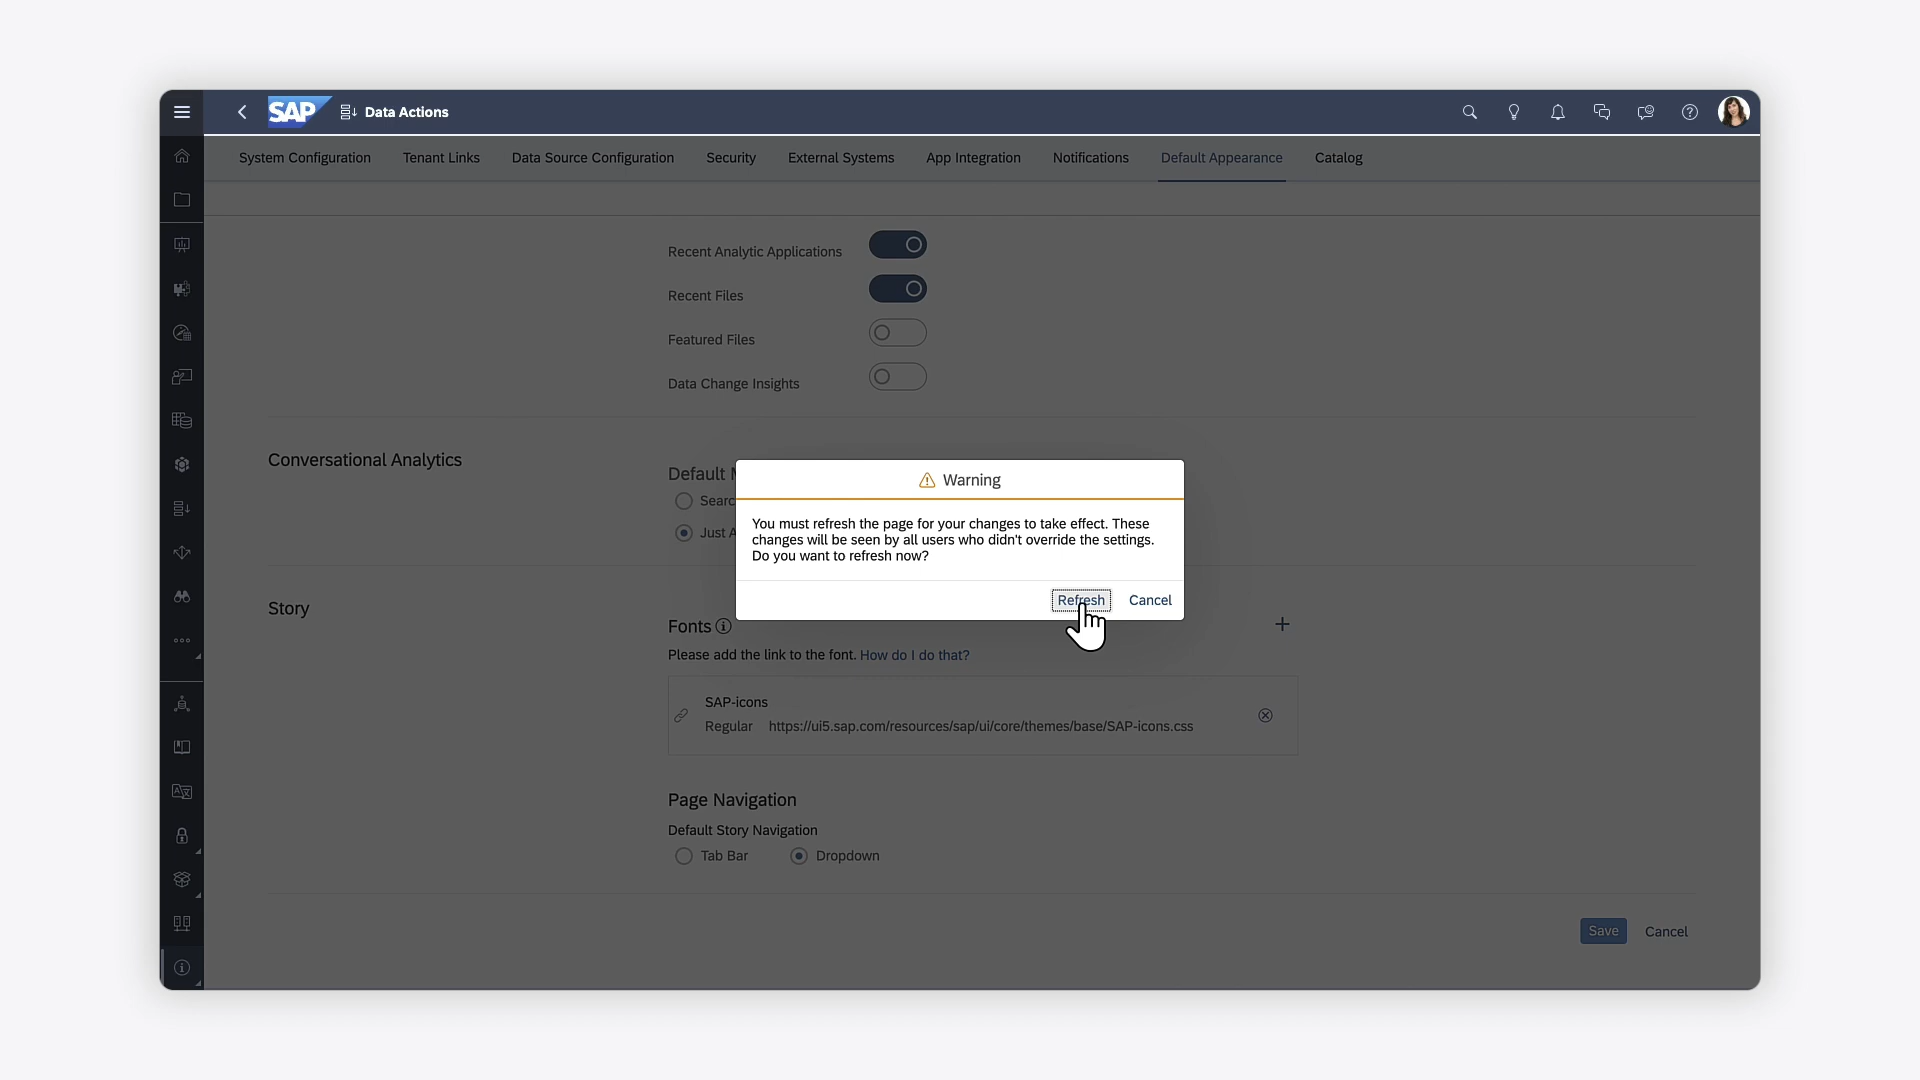 SAP Data Actions
System Configuration Tenant Links Data Source Configuration Security External Systems App Integration Notifications Default Appearance Catalog
Recent Analytic Applications
Recent Files
Featured Files
Data Change Insights
Conversational Analytics
Default
Searc
Just A
Warning
You must refresh the page for your changes to take effect. These
changes will be seen by all users who didn't override the settings.
Do you want to refresh now?
Refresh Cancel
Story
Fonts
Please add the link to the font. How do I do that?
SAP-icons
Regular https://ui5.sap.com/resources/sap/ui/core/themes/base/SAP-icons.css
Page Navigation
Default Story Navigation
Tab Bar Dropdown
Save Cancel